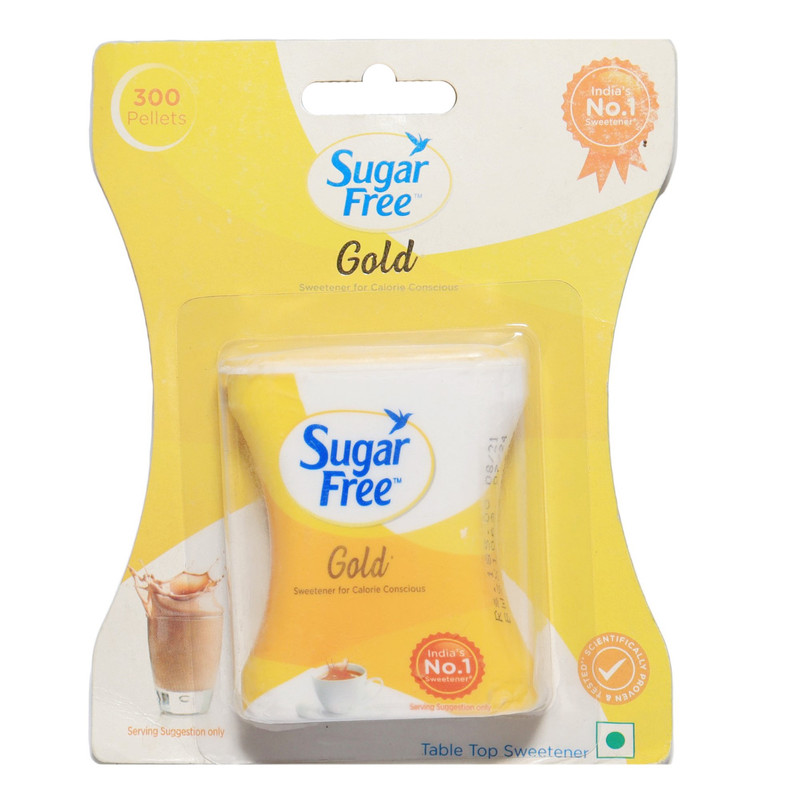 300
Pellets
India's
No.1
Sweetener*
Sugar
Free™
Gold
Sweetener for Calorie Conscious
Sugar
Free™
Gold
Sweetener for Calorie Conscious
India's
No.1
Sweetener*
Serving Suggestion only
Serving Suggestion only
SCIENTIFICALLY
PROVEN & TESTED
Table Top Sweetener